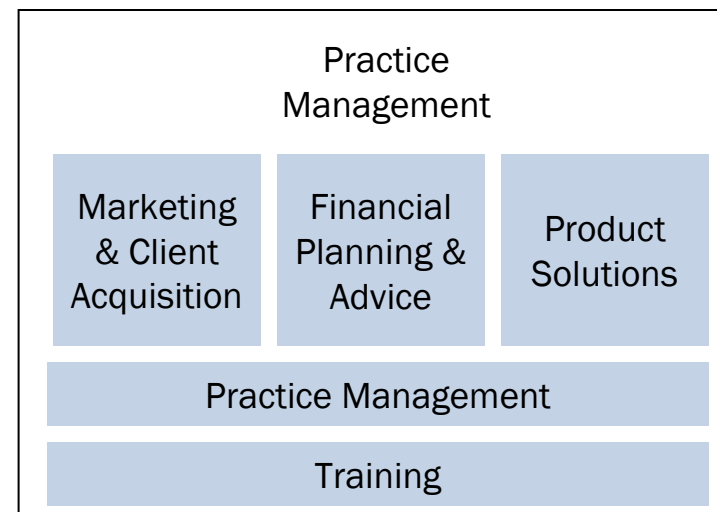 Practice
Management
Marketing
& Client
Acquisition
Financial
Planning &
Advice
Product
Solutions
Practice Management
Training